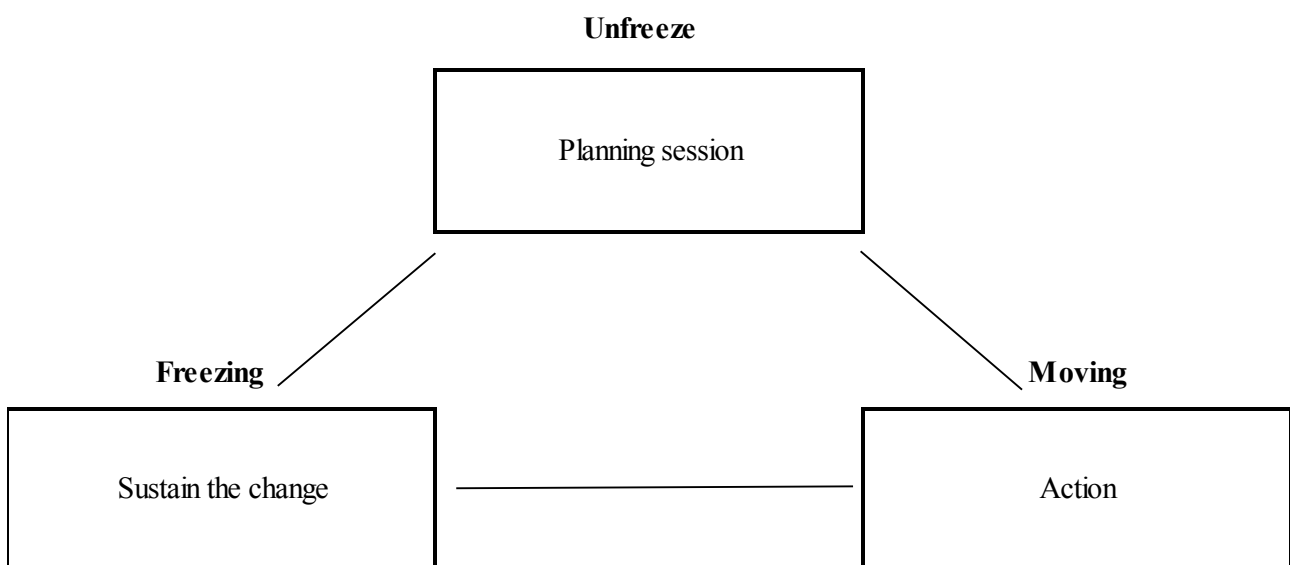 Unfreeze
Planning session
Freezing
Moving
Sustain the change
Action